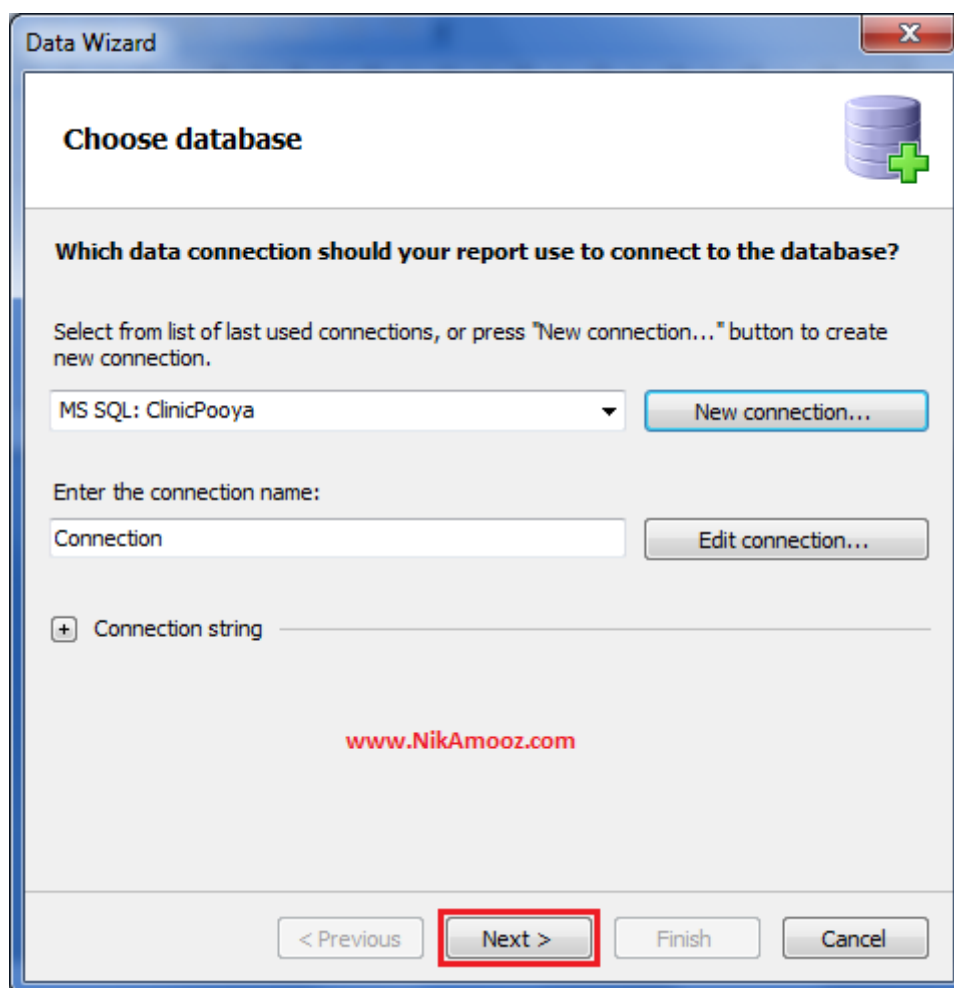 Data Wizard
X
Choose database
Which data connection should your report use to connect to the database?
Select from list of last used connections, or press "New connection..." button to create
new connection.
MS SQL: ClinicPooya
New connection...
Enter the connection name:
Connection
Edit connection...
+ Connection string
www.NikAmooz.com
< Previous
Next >
Finish
Cancel